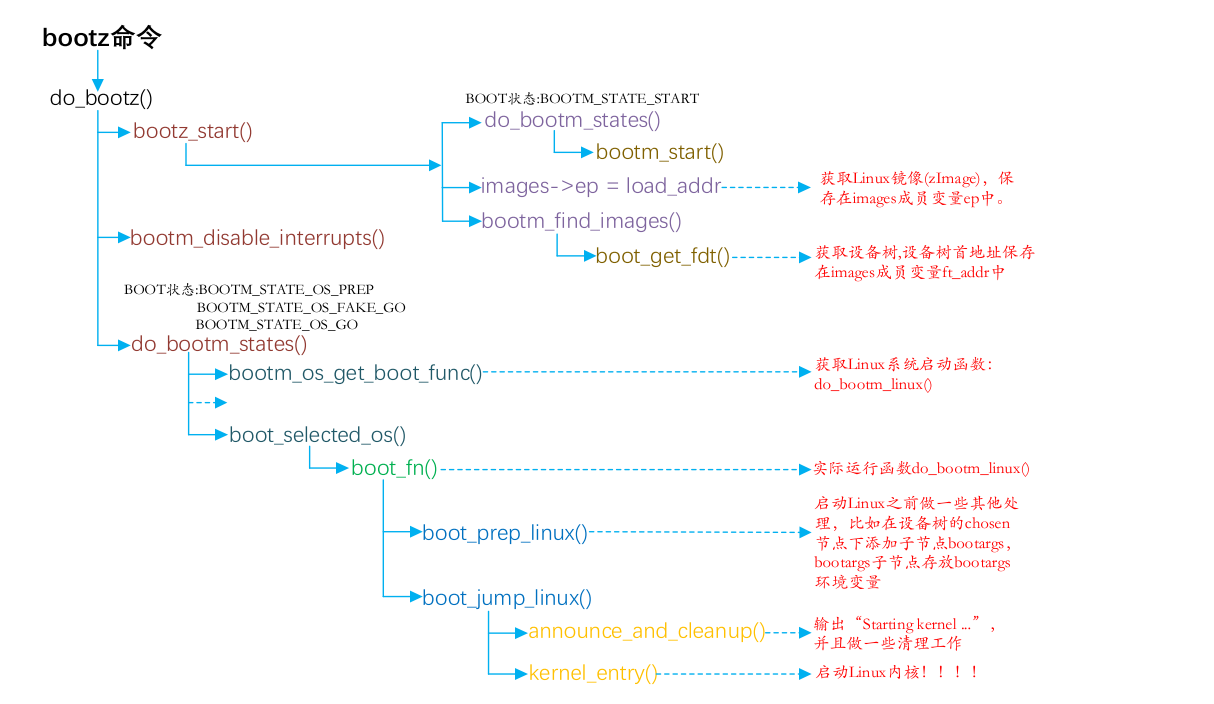 bootz命令
do_bootz()
bootz_start()
BOOT状态:BOOTM_STATE_START
do_bootm_states()
bootm_start()
images->ep = load_addr
获取Linux镜像(zImage)，保
存在images成员变量ep中。
bootm_find_images()
boot_get_fdt()
获取设备树,设备树首地址保存
在images成员变量ft_addr中
bootm_disable_interrupts()
BOOT状态:BOOTM_STATE_OS_PREP
BOOTM_STATE_OS_FAKE_GO
BOOTM_STATE_OS_GO
do_bootm_states()
bootm_os_get_boot_func()
获取Linux系统启动函数：
do_bootm_linux()
boot_selected_os()
boot_fn()
实际运行函数do_bootm_linux()
boot_prep_linux()
启动Linux之前做一些其他处
理，比如在设备树的chosen
节点下添加子节点bootargs，
bootargs子节点存放bootargs
环境变量
boot_jump_linux()
announce_and_cleanup()
输出“Starting kernel ...”，
并且做一些清理工作
kernel_entry()
启动Linux内核！！！！